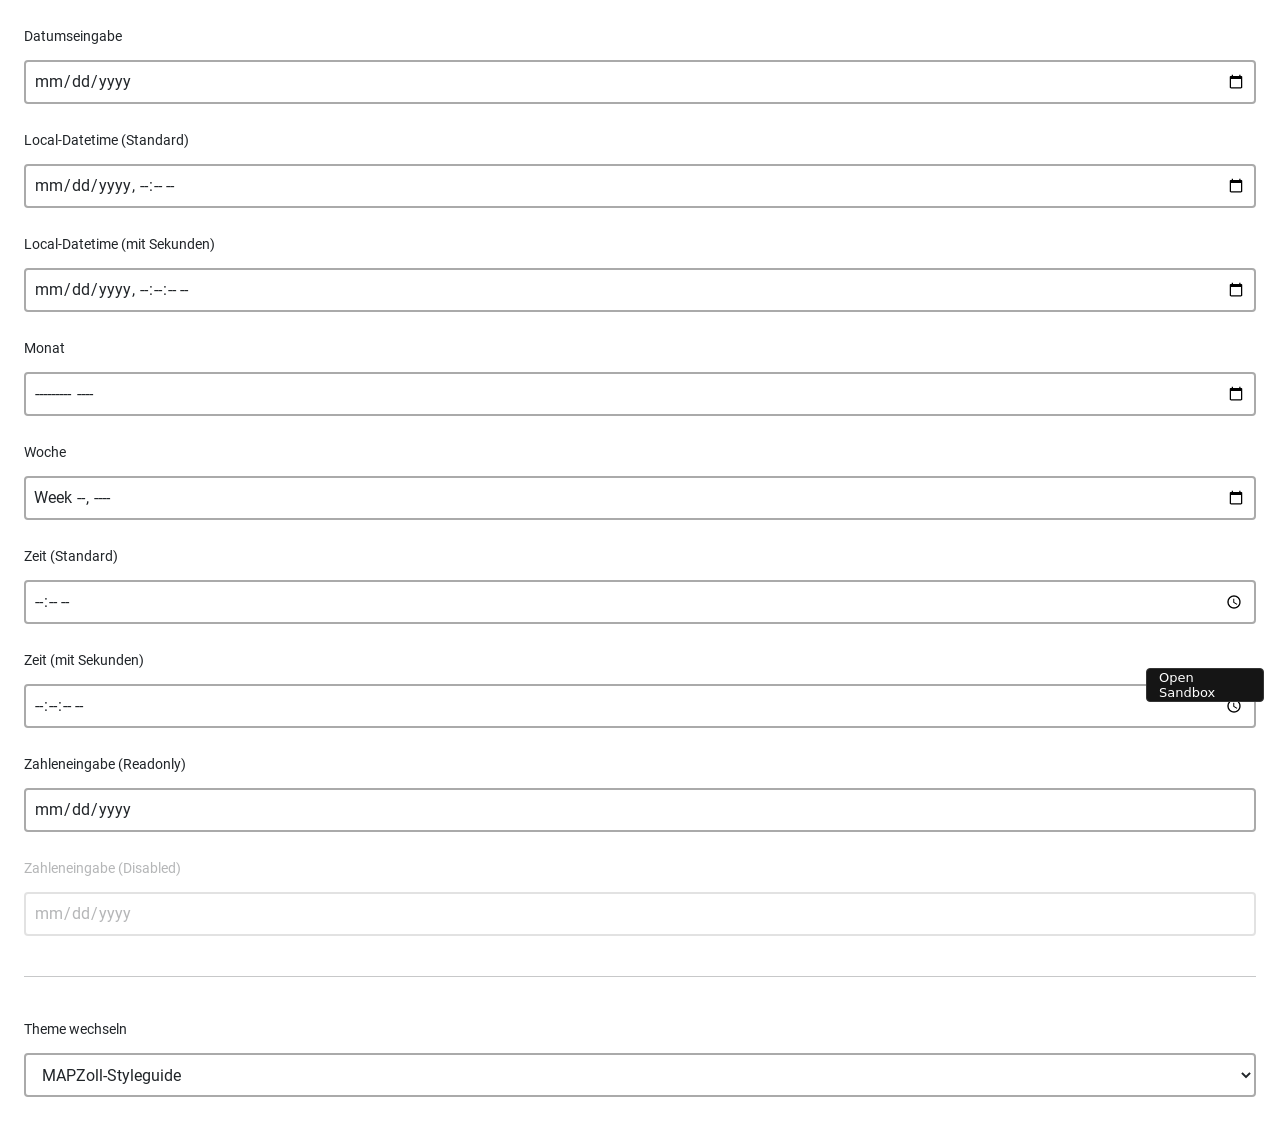 Datumseingabe
mm/dd/yyyy
Local-Datetime (Standard)
mm/dd/yyyy, --:-- --
Local-Datetime (mit Sekunden)
mm/dd/yyyy, --:--:-- --
Monat
--------- ----
Woche
Week --, ----
Zeit (Standard)
--:-- --
Zeit (mit Sekunden)
Open
Sandbox
--:--:-- --
Zahleneingabe (Readonly)
mm/dd/yyyy
Zahleneingabe (Disabled)
mm/dd/yyyy
Theme wechseln
MAPZoll-Styleguide